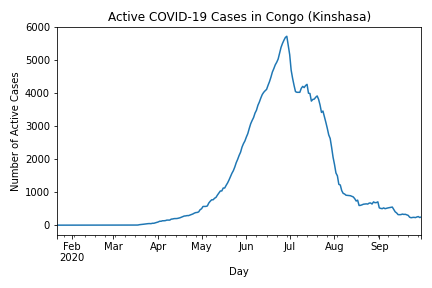 Active COVID-19 Cases in Congo (Kinshasa)
Number of Active Cases
6000
5000
4000
3000
2000
1000
0
Feb Mar Apr May Jun Jul Aug Sep
2020
Day